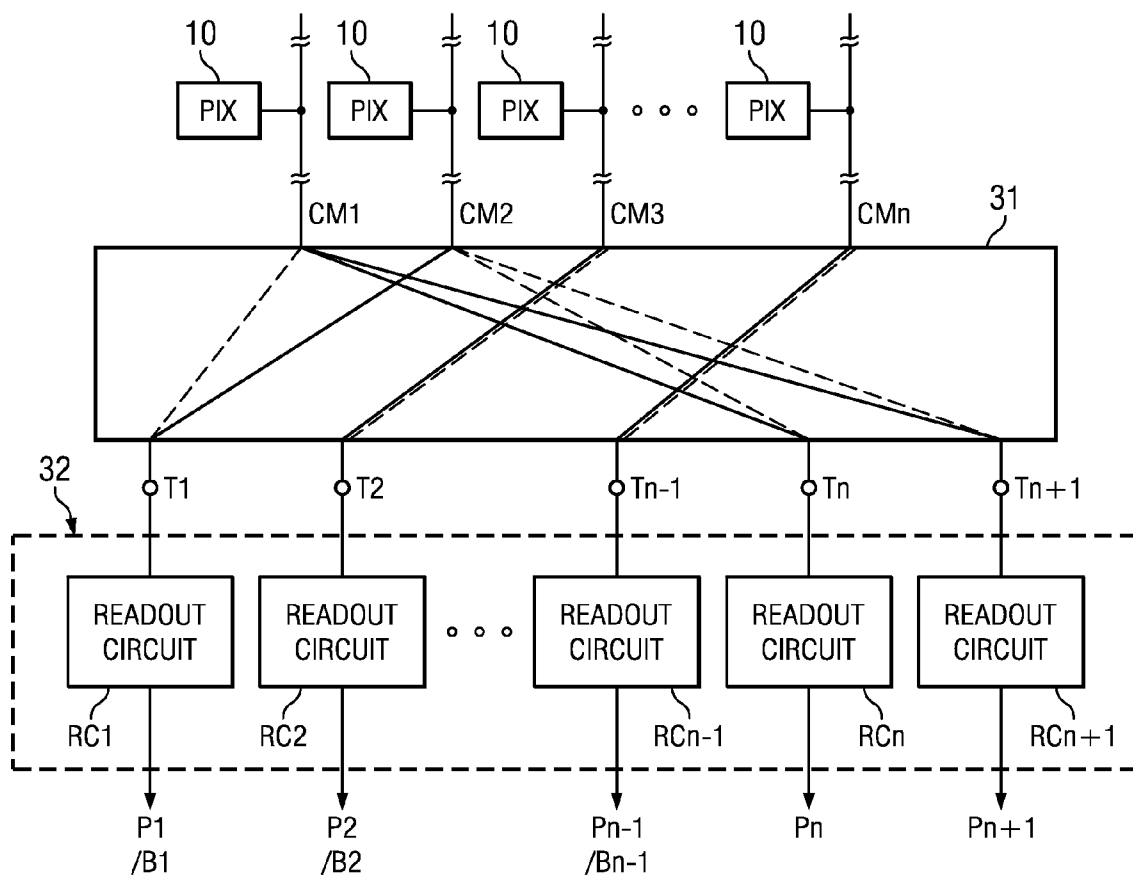 10 10 10 10
PIX PIX PIX PIX
CM1 CM2 CM3 CMn 31
32 T1 T2 Tn-1 Tn Tn+1
READOUT READOUT READOUT READOUT READOUT
CIRCUIT CIRCUIT CIRCUIT CIRCUIT CIRCUIT
RC1 RC2 RCn-1 RCn RCn+1
P1 P2 Pn-1 Pn Pn+1
/B1 /B2 /Bn-1